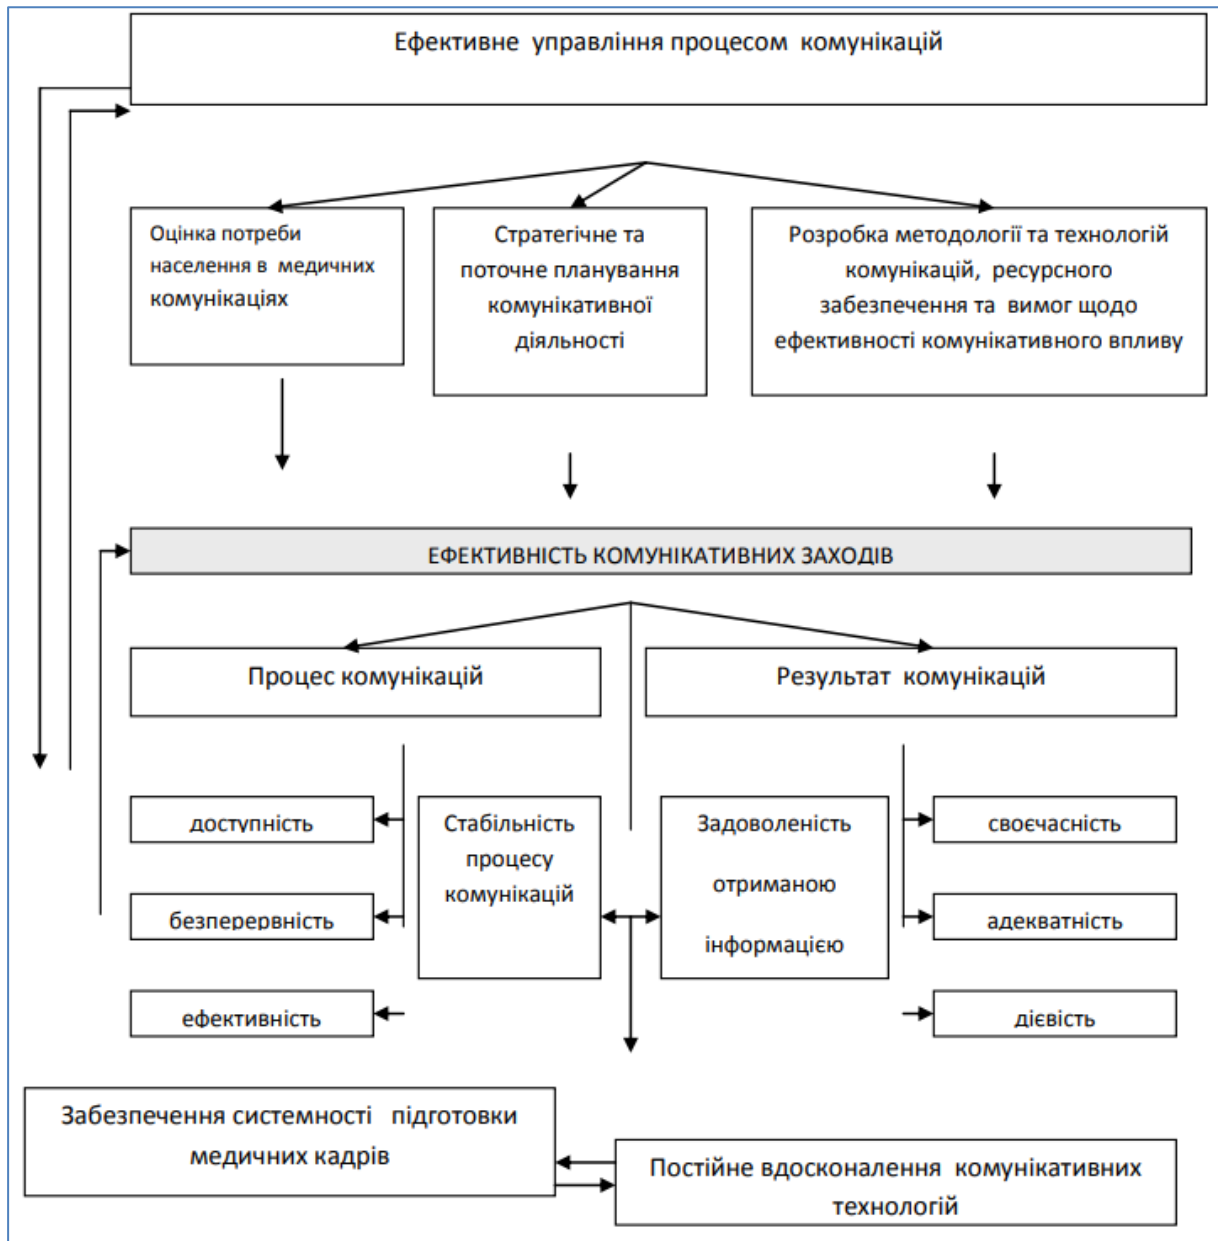 Ефективне управління процесом комунікацій
Оцінка потреби
населення в медичних
комунікаціях
Стратегічне та
поточне планування
комунікативної
діяльності
Розробка методології та технологій
комунікацій, ресурсного
забезпечення та вимог щодо
ефективності комунікативного впливу
ЕФЕКТИВНІСТЬ КОМУНІКАТИВНИХ ЗАХОДІВ
Процес комунікацій
Результат комунікацій
доступність
безперервність
ефективність
Стабільність
процесу
комунікацій
Задоволеність
отриманою
інформацією
своєчасність
адекватність
дієвість
Забезпечення системності підготовки
медичних кадрів
Постійне вдосконалення комунікативних
технологій